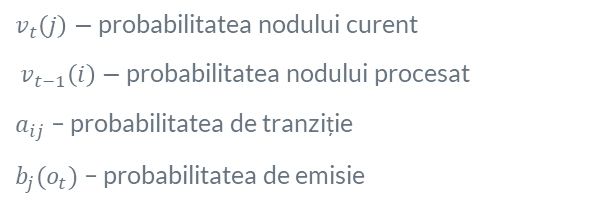 v_t(j) – probabilitatea nodului curent
v_{t−1}(i) – probabilitatea nodului procesat
a_{ij} – probabilitatea de tranziție
b_j(o_t) – probabilitatea de emisie